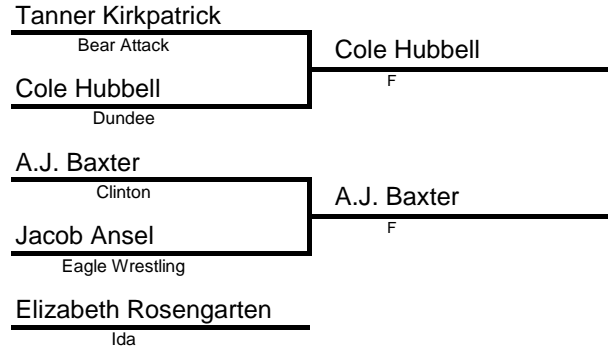 Tanner Kirkpatrick
Bear Attack
Cole Hubbell
F
Cole Hubbell
Dundee
A.J. Baxter
Clinton
A.J. Baxter
F
Jacob Ansel
Eagle Wrestling
Elizabeth Rosengarten
Ida